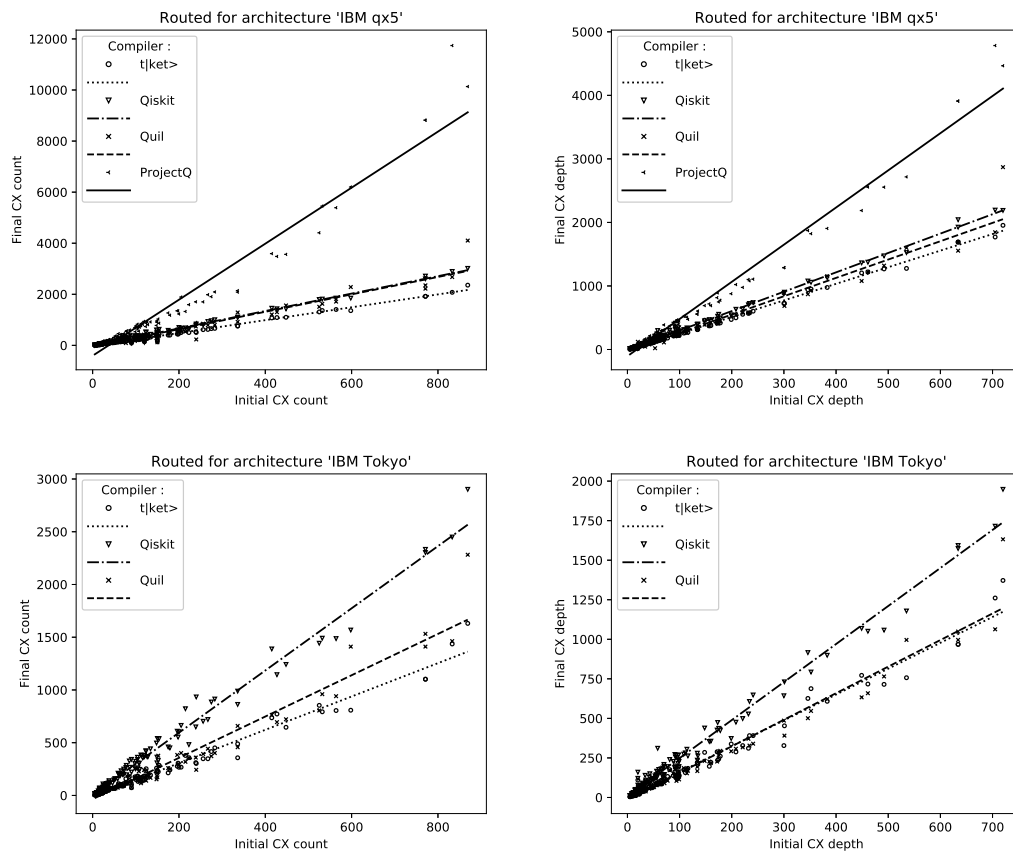 Routed for architecture 'IBM qx5'
12000
10000
8000
6000
4000
2000
0
Final CX count
Compiler :
t|ket>
Qiskit
Quil
ProjectQ
0
200
400
600
800
Initial CX count
Routed for architecture 'IBM qx5'
5000
4000
3000
2000
1000
0
Final CX depth
Compiler :
t|ket>
Qiskit
Quil
ProjectQ
0
100
200
300
400
500
600
700
Initial CX depth
Routed for architecture 'IBM Tokyo'
3000
2500
2000
1500
1000
500
0
Final CX count
Compiler :
t|ket>
Qiskit
Quil
0
200
400
600
800
Initial CX count
Routed for architecture 'IBM Tokyo'
2000
1750
1500
1250
1000
750
500
250
0
Final CX depth
Compiler :
t|ket>
Qiskit
Quil
0
100
200
300
400
500
600
700
Initial CX depth